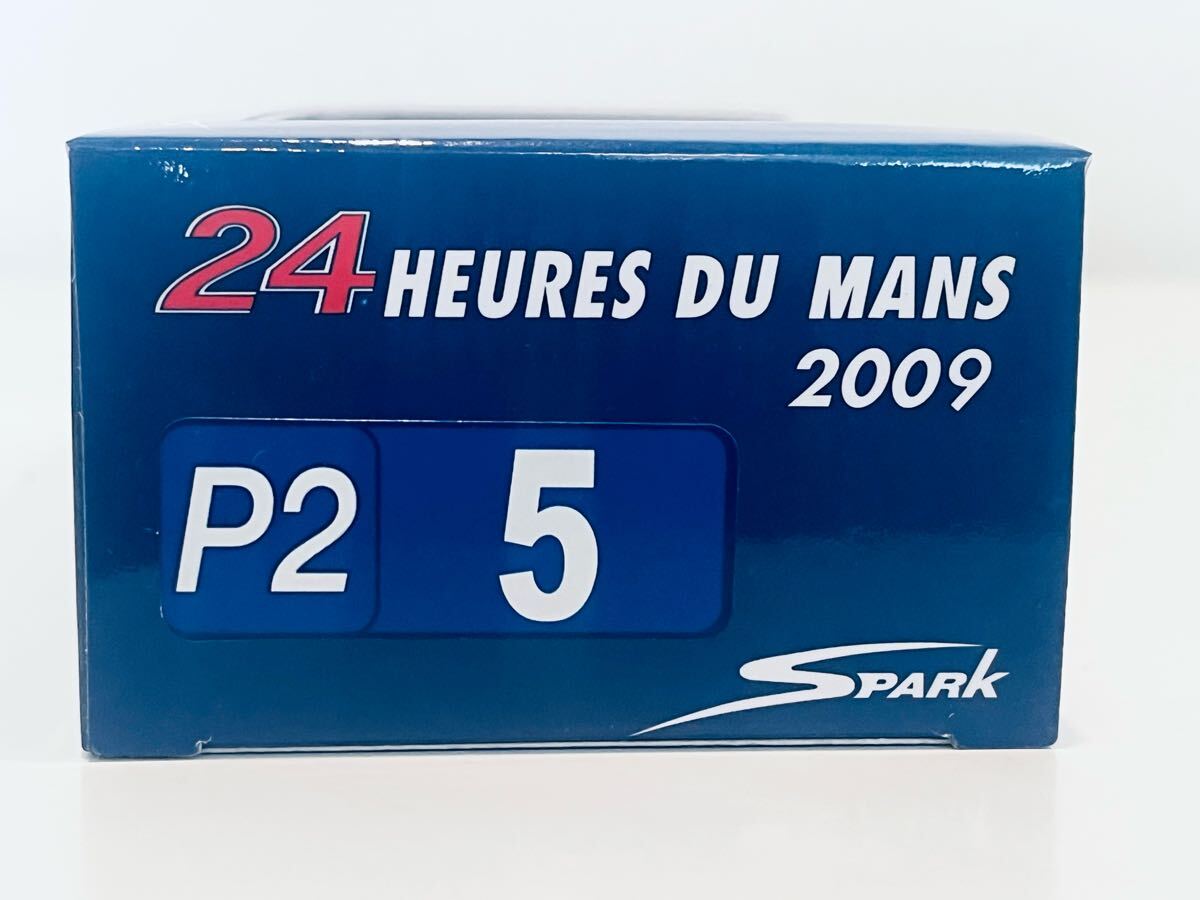 24 HEURES DU MANS
2009
P2 5
SPARK